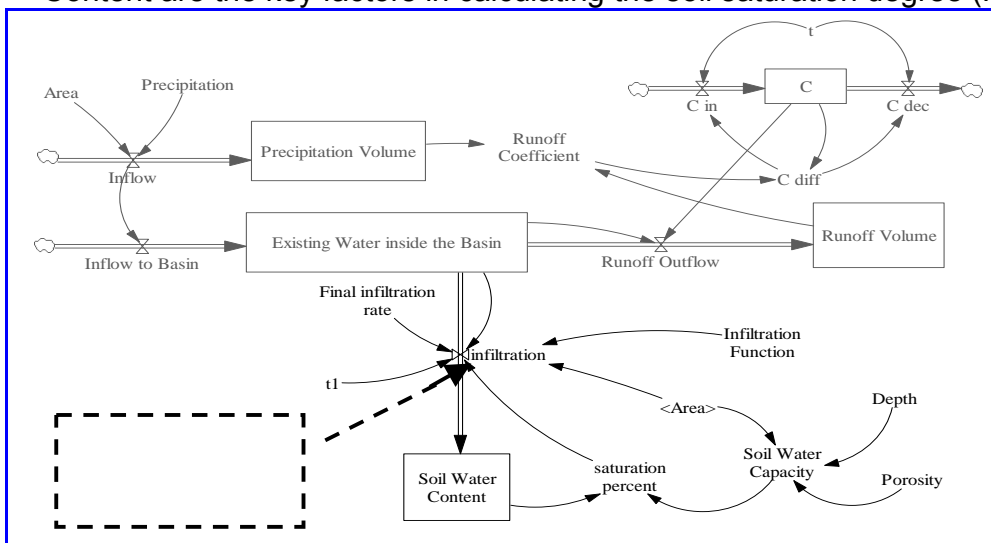 Content are the key factors in calculating the soil saturation degree (
t
Area
Precipitation
C in
C
C dec
Precipitation Volume
Runoff
Coefficient
Inflow
C diff
Existing Water inside the Basin
Runoff Volume
Inflow to Basin
Runoff Outflow
Final infiltration
rate
infiltration
Infiltration
Function
t1
<Area>
Depth
Soil Water
Content
saturation
percent
Soil Water
Capacity
Porosity